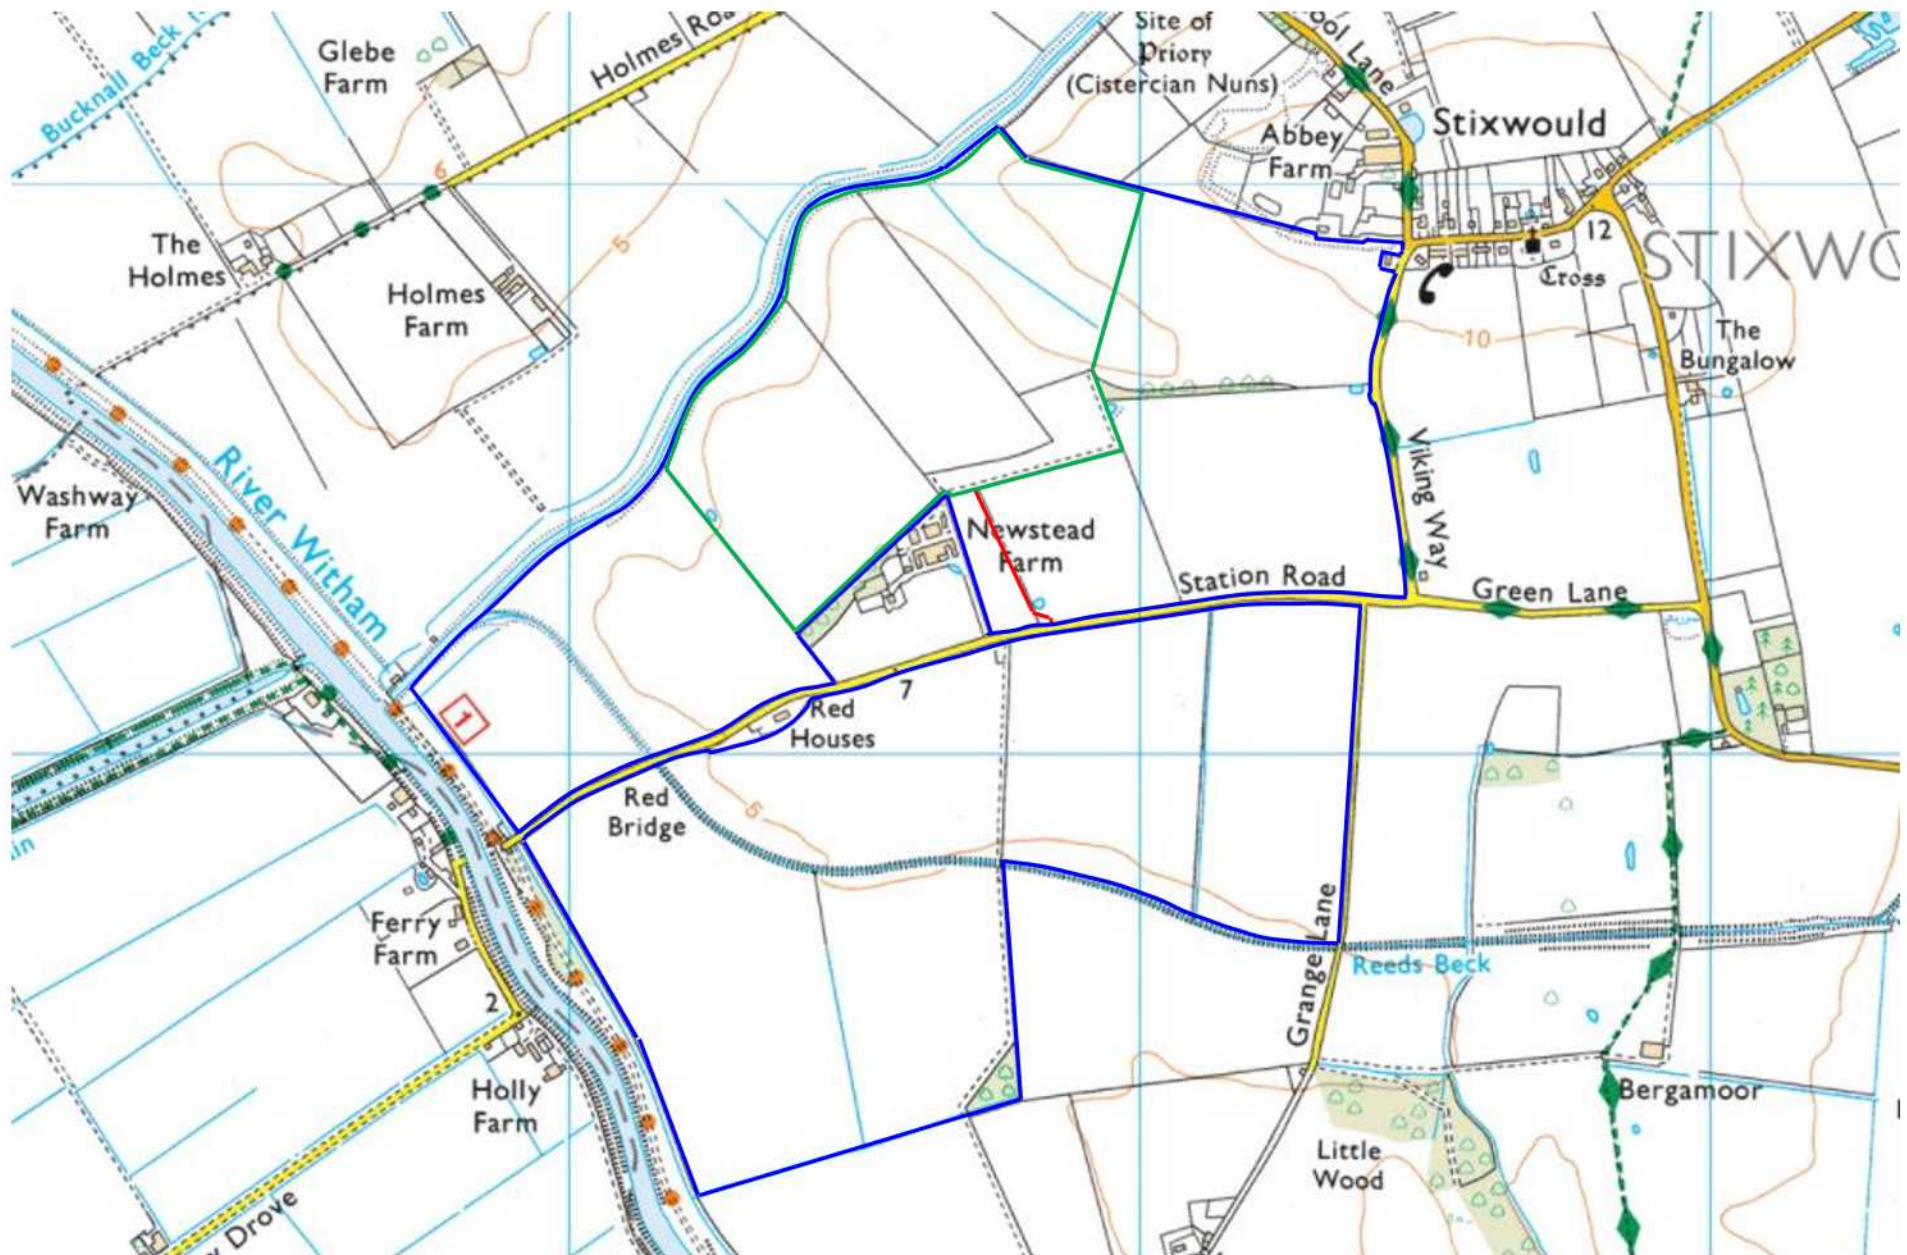 Bucknall Beck
Glebe
Farm
Holmes Roa
Site of
Priory
(Cistercian Nuns)
ool Lane
Abbey
Farm
Stixwould
6
5
The
Holmes
Holmes
Farm
12
STIXWO
Cross
10
The
Bungalow
Washway
Farm
River Witham
Viking Way
Newstead
Farm
Station Road
Green Lane
1
7
Red
Houses
Red
Bridge
5
in
Ferry
Farm
2
Grange Lane
Reeds Beck
Holly
Farm
Bergamoor
Little
Wood
y Drove